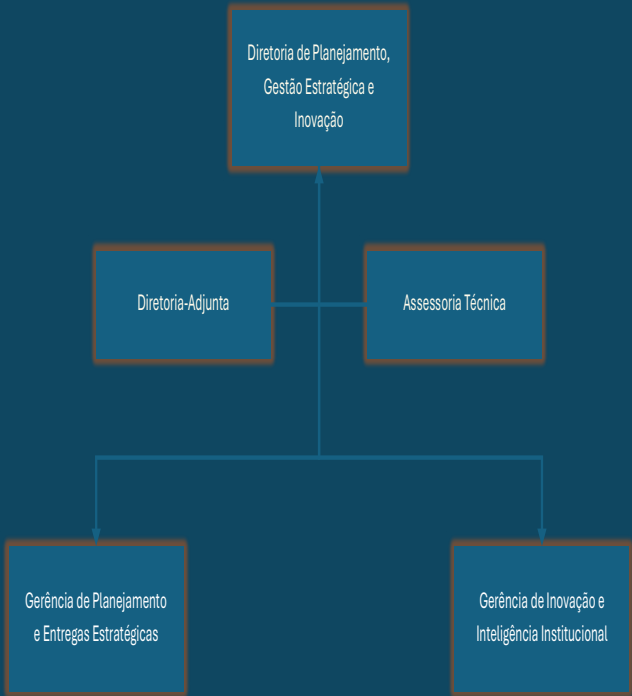 Diretoria de Planejamento,
Gestão Estratégica e
Inovação
Diretoria-Adjunta
Assessoria Técnica
Gerência de Planejamento
e Entregas Estratégicas
Gerência de Inovação e
Inteligência Institucional